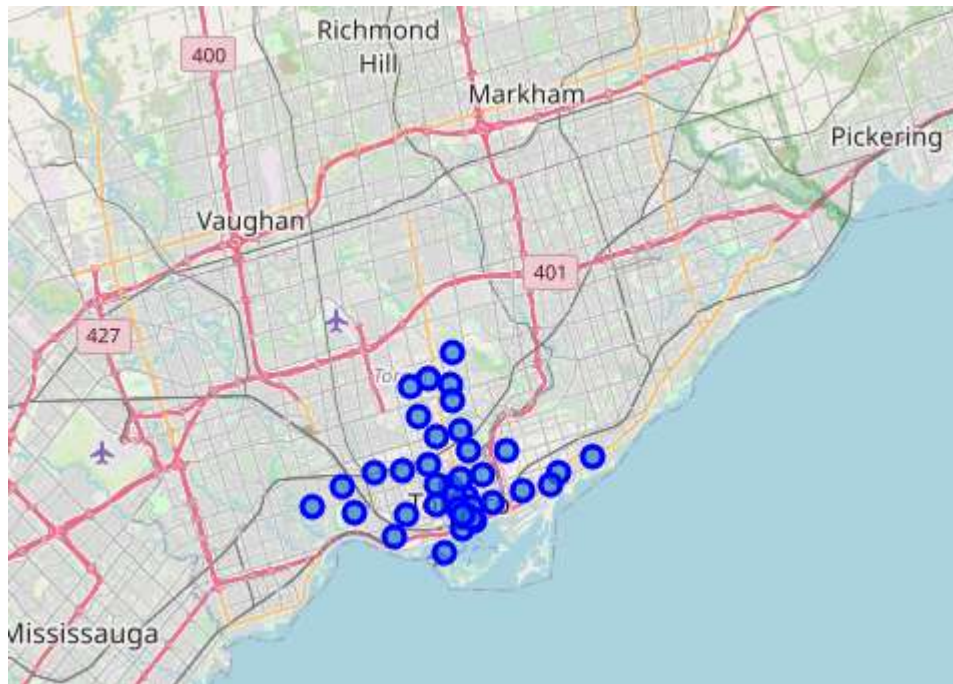 Richmond
Hill
400
Markham
Pickering
Vaughan
401
427
Mississauga